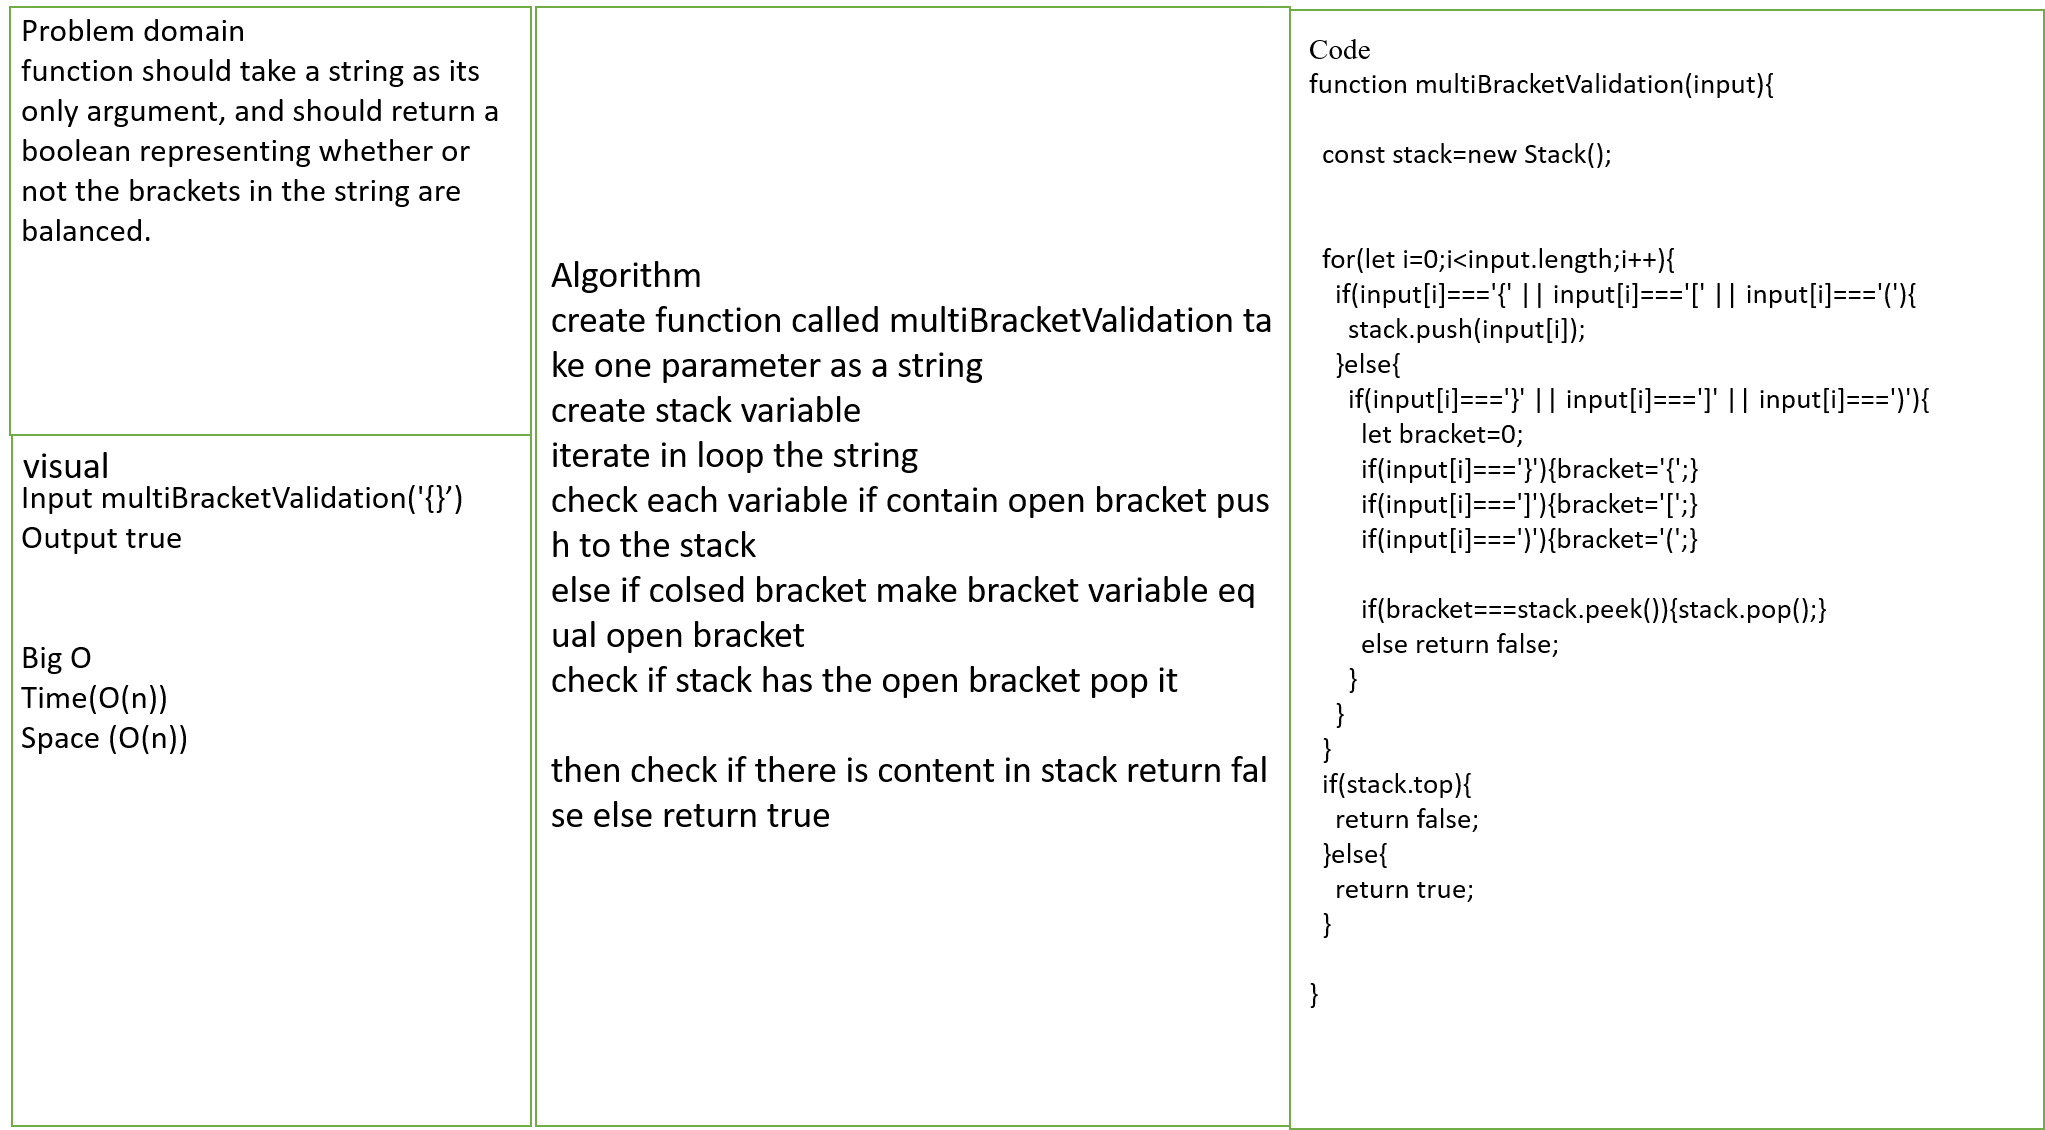 Problem domain
function should take a string as its
only argument, and should return a
boolean representing whether or
not the brackets in the string are
balanced.
visual
Input multiBracketValidation('{}’)
Output true
Big O
Time(O(n))
Space (O(n))
Algorithm
create function called multiBracketValidation ta
ke one parameter as a string
create stack variable
iterate in loop the string
check each variable if contain open bracket pus
h to the stack
else if colsed bracket make bracket variable eq
ual open bracket
check if stack has the open bracket pop it
then check if there is content in stack return fal
se else return true
Code
function multiBracketValidation(input){
const stack=new Stack();
for(let i=0;i<input.length;i++){
if(input[i]==='{' || input[i]==='[' || input[i]==='('){
stack.push(input[i]);
}else{
if(input[i]==='}' || input[i]===']' || input[i]===')'){
let bracket=0;
if(input[i]==='}'){bracket='{';}
if(input[i]===']'){bracket='[';}
if(input[i]===')'){bracket='(';}
if(bracket===stack.peek()){stack.pop();}
else return false;
}
}
}
if(stack.top){
return false;
}else{
return true;
}
}